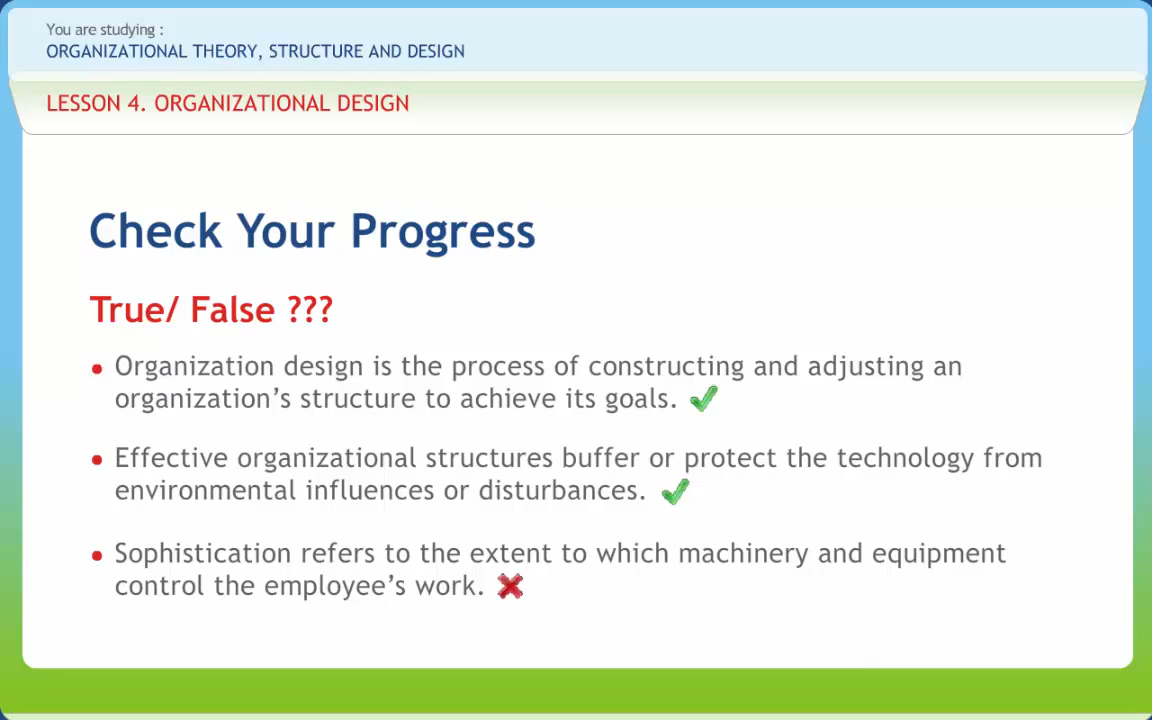 You are studying :
ORGANIZATIONAL THEORY, STRUCTURE AND DESIGN
LESSON 4. ORGANIZATIONAL DESIGN
Check Your Progress
True/ False ???
• Organization design is the process of constructing and adjusting an
organization’s structure to achieve its goals.
• Effective organizational structures buffer or protect the technology from
environmental influences or disturbances.
• Sophistication refers to the extent to which machinery and equipment
control the employee’s work.